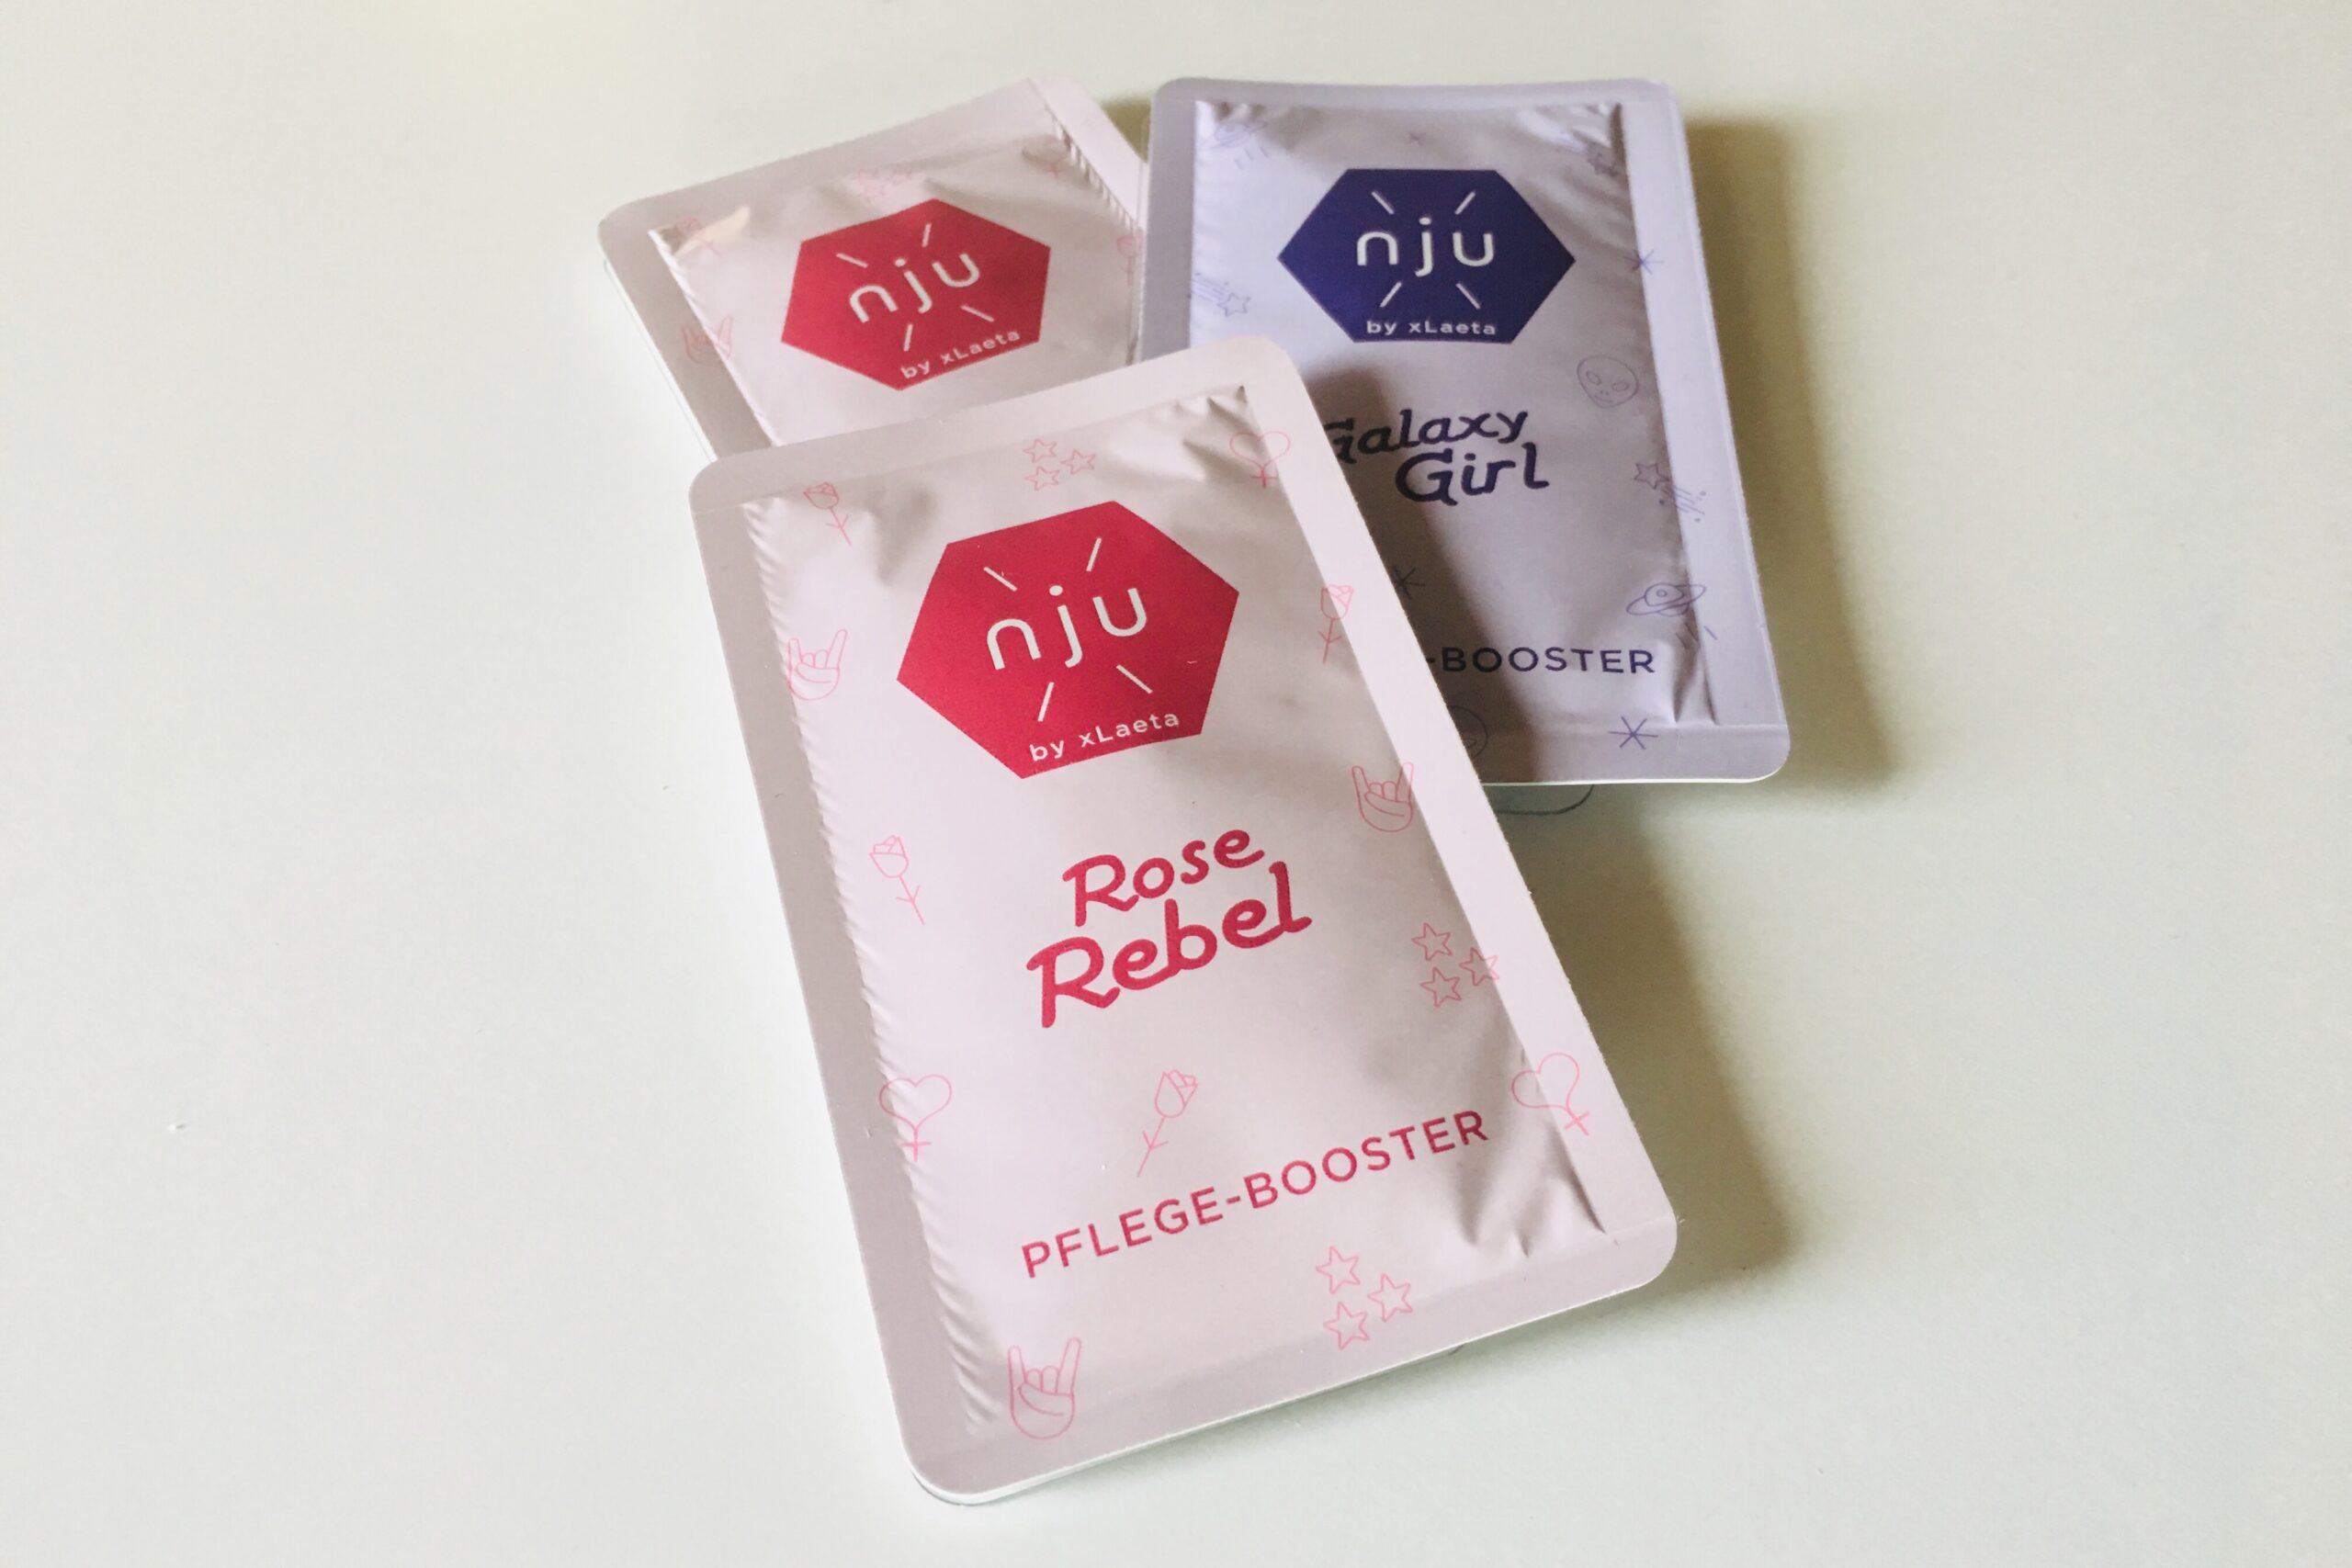 nju
by xLaeta
nju
by xLaeta
Galaxy
Girl
-BOOSTER
nju
by xLaeta
Rose
Rebel
PFLEGE-BOOSTER